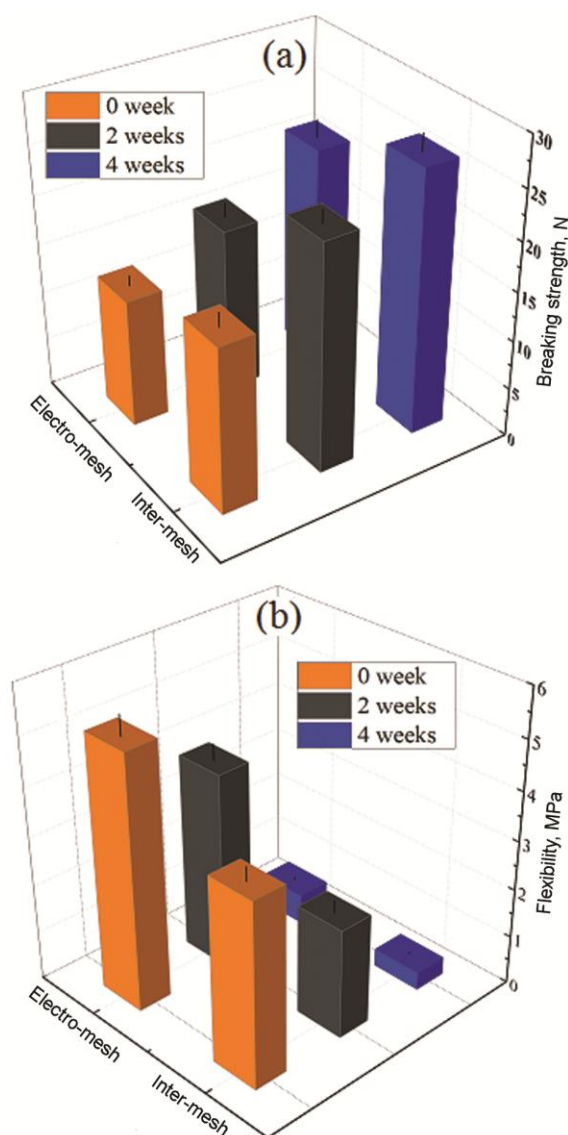 (a)
0 week
2 weeks
4 weeks
30
25
20
15
10
5
0
Breaking strength, N
Electro-mesh
Inter-mesh
(b)
0 week
2 weeks
4 weeks
6
5
4
3
2
1
0
Flexibility, MPa
Electro-mesh
Inter-mesh